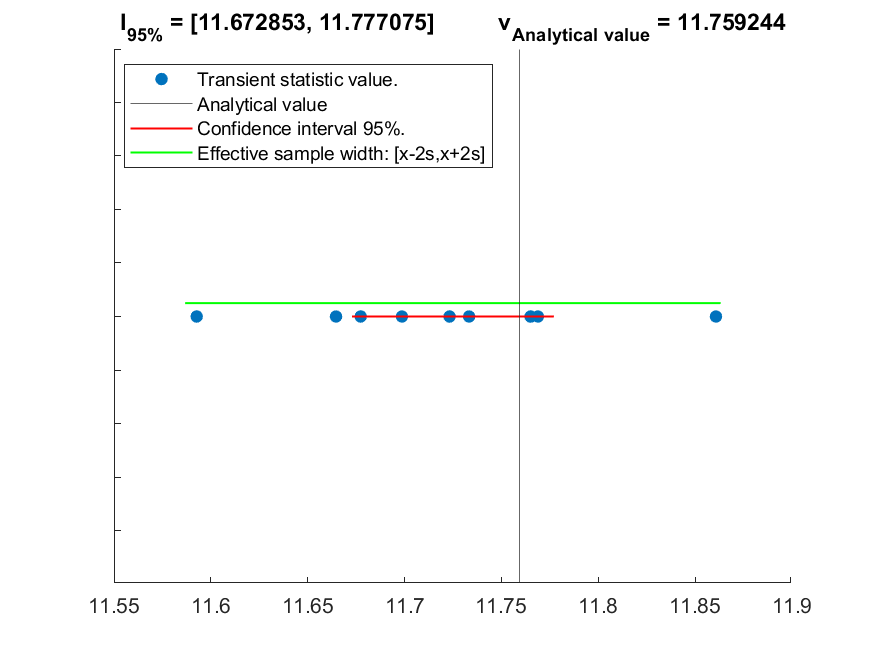 I95% = [11.672853, 11.777075] vAnalytical value = 11.759244
Transient statistic value.
Analytical value
Confidence interval 95%.
Effective sample width: [x-2s,x+2s]
11.55 11.6 11.65 11.7 11.75 11.8 11.85 11.9